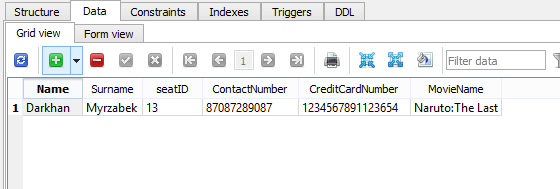 Structure Data Constraints Indexes Triggers DDL
Grid view Form view
1 Filter data
Name Surname seatID ContactNumber CreditCardNumber MovieName
1 Darkhan Myrzabek 13 87087289087 1234567891123654 Naruto:The Last